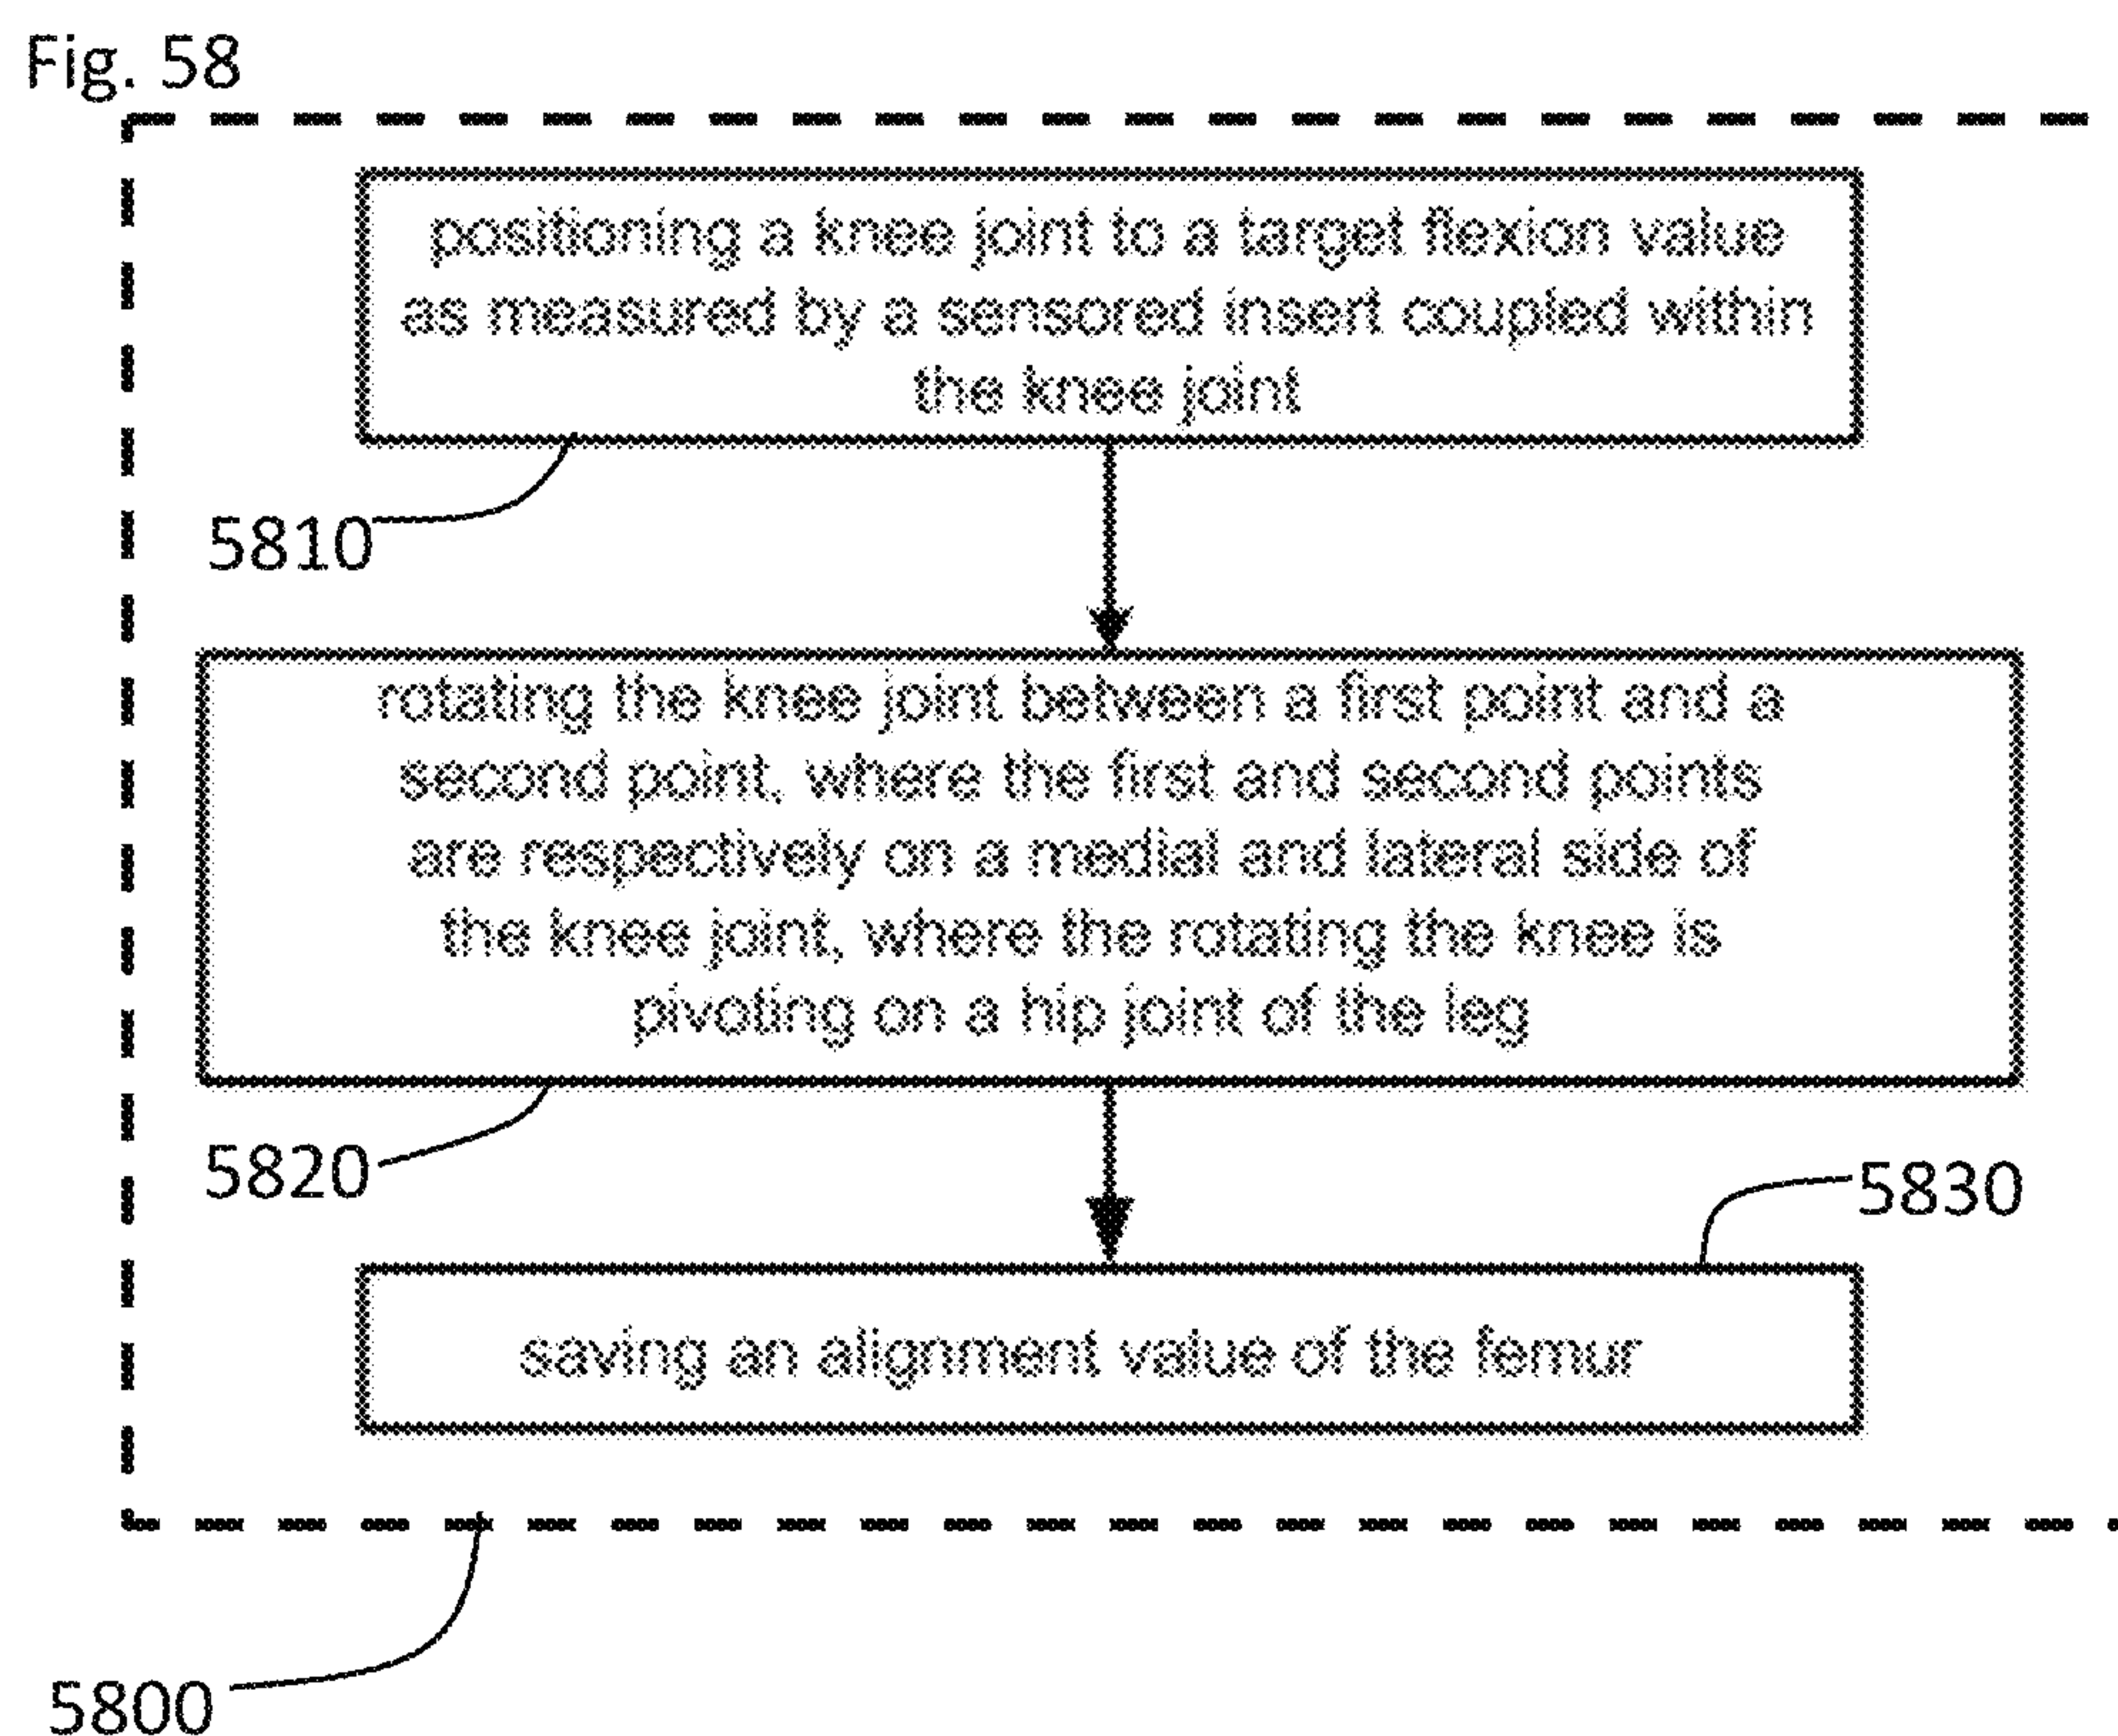 Fig. 58
positioning a knee joint to a target flexion value
as measured by a sensored insert coupled within
the knee joint
5810
rotating the knee joint between a first point and a
second point, where the first and second points
are respectively on a medial and lateral side of
the knee joint, where the rotating the knee is
pivoting on a hip joint of the leg
5820
5830
saving an alignment value of the femur
5800